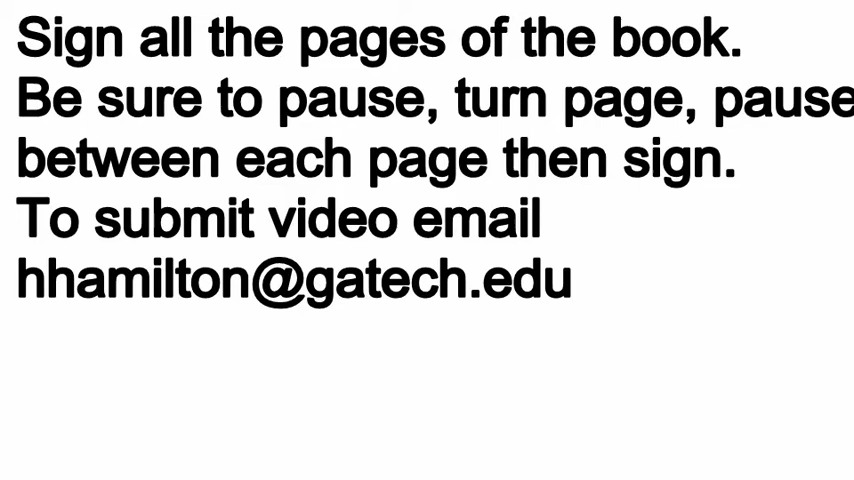 Sign all the pages of the book.
Be sure to pause, turn page, pause
between each page then sign.
To submit video email
hhamilton@gatech.edu